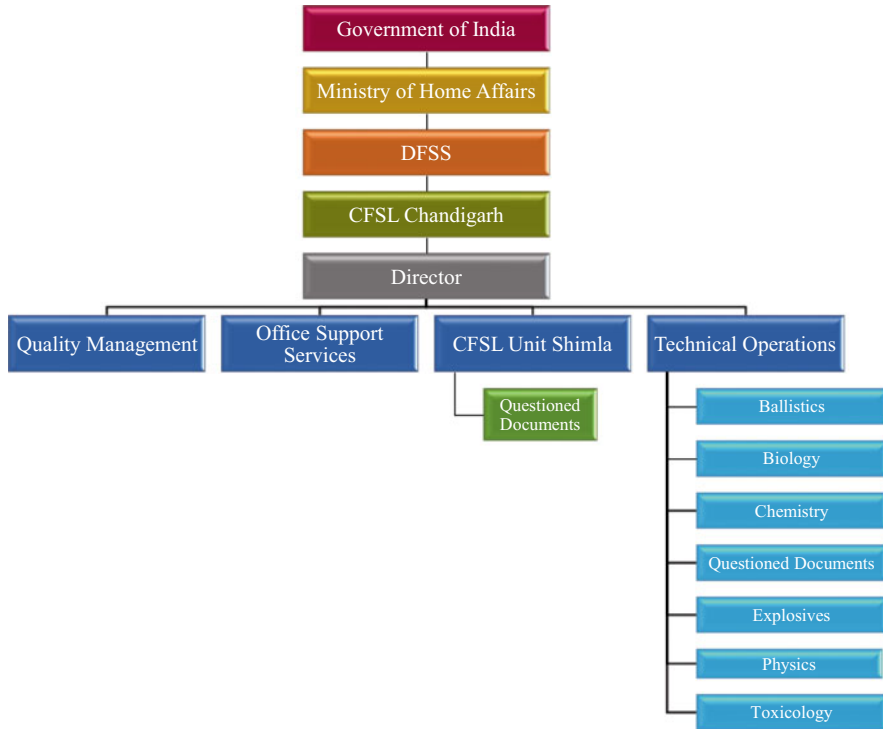 Government of India
Ministry of Home Affairs
DFSS
CFSL Chandigarh
Director
Quality Management
Office Support
Services
CFSL Unit Shimla
Technical Operations
Questioned
Documents
Ballistics
Biology
Chemistry
Questioned Documents
Explosives
Physics
Toxicology